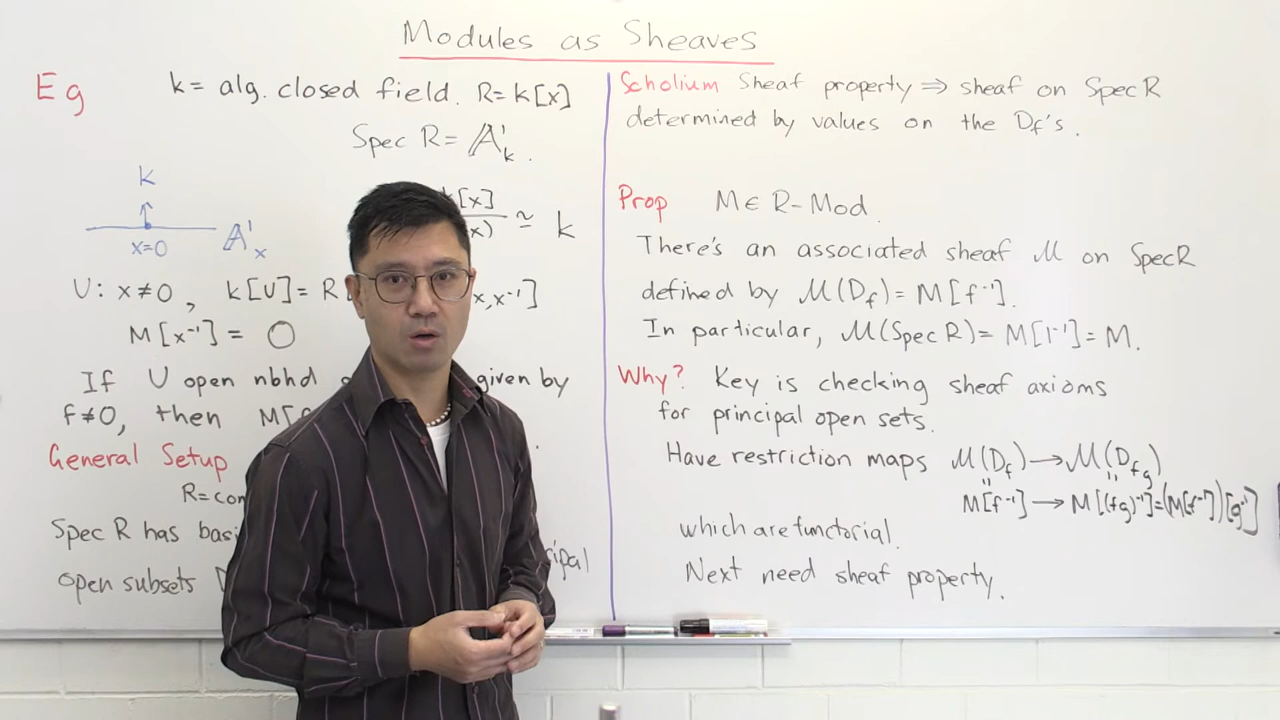 Modules as Sheaves
Eg k = alg. closed field. R = k[x]
Spec R = 𝔸¹ₖ.
k
[x]
x) ≃ k
x=0 𝔸¹ₓ
U: x≠0, k[U] = R[ x,x⁻¹]
M[x⁻¹] = 0
If U open nbhd given by
f≠0, then M[f
General Setup
R = com
Spec R has basi
open subsets
Scholium Sheaf property ⇒ sheaf on Spec R
determined by values on the D_f's.
Prop M ∈ R-Mod.
There's an associated sheaf ℳ on Spec R
defined by ℳ(D_f) = M[f⁻¹].
In particular, ℳ(Spec R) = M[1⁻¹] = M.
Why? Key is checking sheaf axioms
for principal open sets.
Have restriction maps ℳ(D_f) → ℳ(D_fg)
M[f⁻¹] → M[(fg)⁻¹] = (M[f⁻¹])[g⁻¹]
which are functorial.
Next need sheaf property.